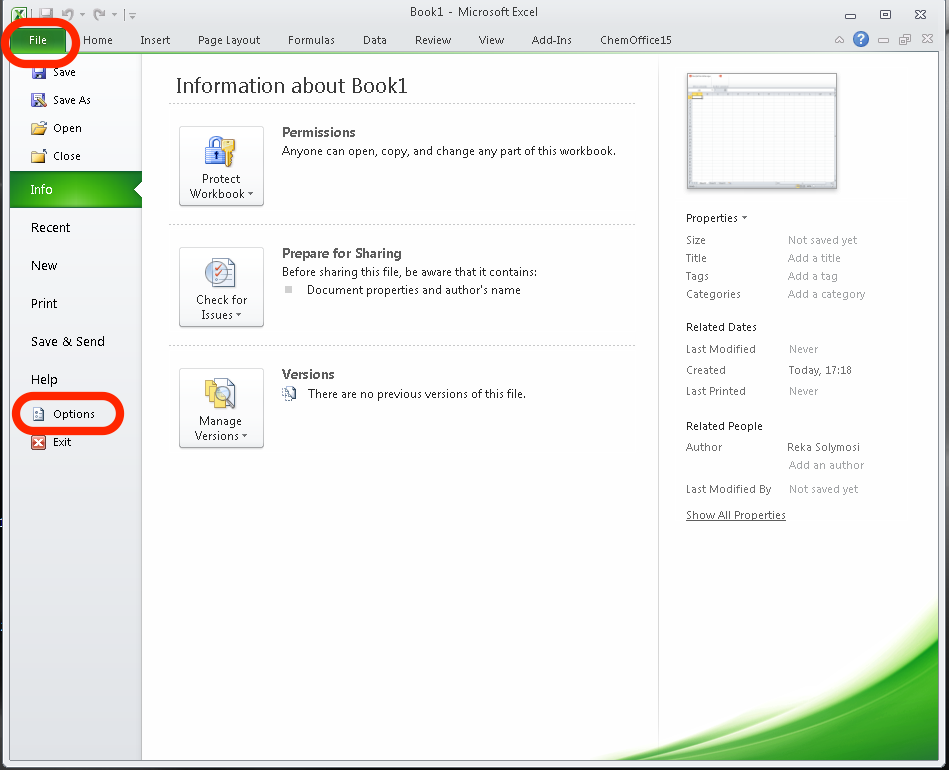 Book1 - Microsoft Excel
File Home Insert Page Layout Formulas Data Review View Add-Ins ChemOffice15
Save
Save As
Open
Close
Info
Recent
New
Print
Save & Send
Help
Options
Exit
Information about Book1
Protect
Workbook
Permissions
Anyone can open, copy, and change any part of this workbook.
Check for
Issues
Prepare for Sharing
Before sharing this file, be aware that it contains:
Document properties and author's name
Manage
Versions
Versions
There are no previous versions of this file.
Properties
Size Not saved yet
Title Add a title
Tags Add a tag
Categories Add a category
Related Dates
Last Modified Never
Created Today, 17:18
Last Printed Never
Related People
Author Reka Solymosi
Add an author
Last Modified By Not saved yet
Show All Properties